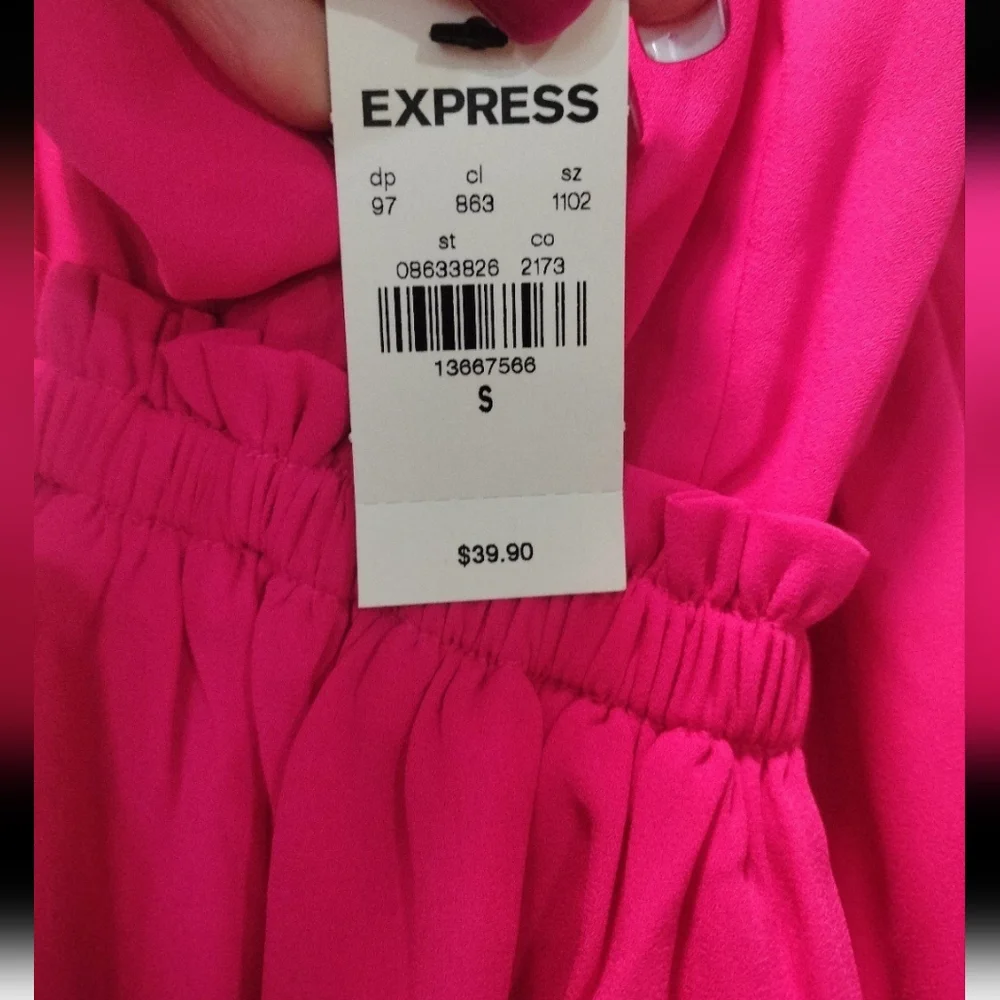 EXPRESS
dp cl sz
97 863 1102
st co
08633826 2173
13667566
S
$39.90